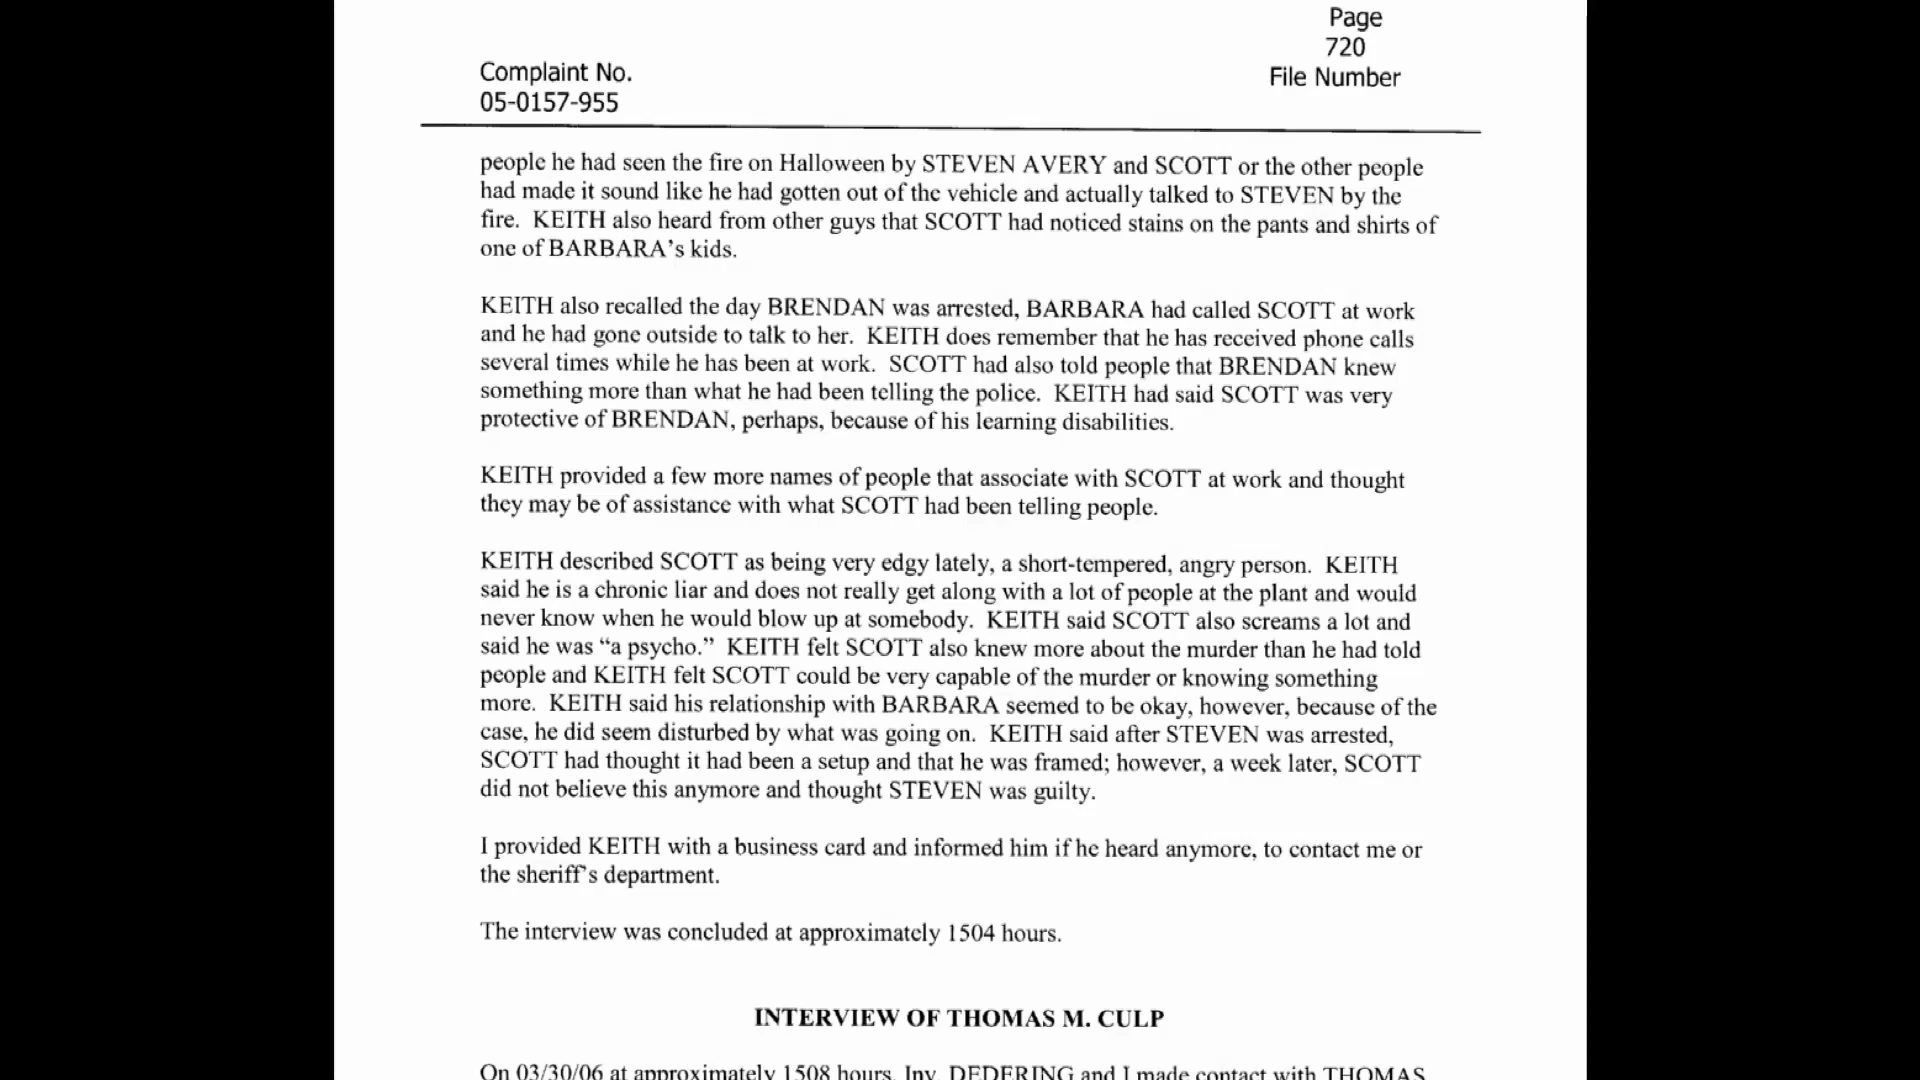 Page
720
File Number
Complaint No.
05-0157-955
people he had seen the fire on Halloween by STEVEN AVERY and SCOTT or the other people
had made it sound like he had gotten out of the vehicle and actually talked to STEVEN by the
fire. KEITH also heard from other guys that SCOTT had noticed stains on the pants and shirts of
one of BARBARA's kids.
KEITH also recalled the day BRENDAN was arrested, BARBARA had called SCOTT at work
and he had gone outside to talk to her. KEITH does remember that he has received phone calls
several times while he has been at work. SCOTT had also told people that BRENDAN knew
something more than what he had been telling the police. KEITH had said SCOTT was very
protective of BRENDAN, perhaps, because of his learning disabilities.
KEITH provided a few more names of people that associate with SCOTT at work and thought
they may be of assistance with what SCOTT had been telling people.
KEITH described SCOTT as being very edgy lately, a short-tempered, angry person. KEITH
said he is a chronic liar and does not really get along with a lot of people at the plant and would
never know when he would blow up at somebody. KEITH said SCOTT also screams a lot and
said he was “a psycho.” KEITH felt SCOTT also knew more about the murder than he had told
people and KEITH felt SCOTT could be very capable of the murder or knowing something
more. KEITH said his relationship with BARBARA seemed to be okay, however, because of the
case, he did seem disturbed by what was going on. KEITH said after STEVEN was arrested,
SCOTT had thought it had been a setup and that he was framed; however, a week later, SCOTT
did not believe this anymore and thought STEVEN was guilty.
I provided KEITH with a business card and informed him if he heard anymore, to contact me or
the sheriff's department.
The interview was concluded at approximately 1504 hours.
INTERVIEW OF THOMAS M. CULP
On 03/30/06 at approximately 1508 hours, Inv. DEDERING and I made contact with THOMAS